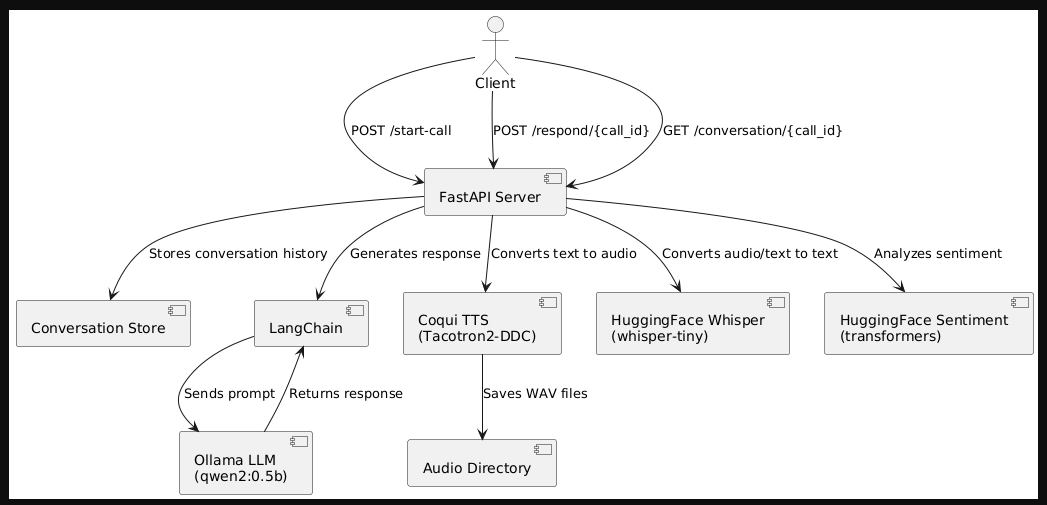 Client
POST /start-call
POST /respond/{call_id}
GET /conversation/{call_id}
FastAPI Server
Stores conversation history
Generates response
Converts text to audio
Converts audio/text to text
Analyzes sentiment
Conversation Store
LangChain
Coqui TTS
(Tacotron2-DDC)
HuggingFace Whisper
(whisper-tiny)
HuggingFace Sentiment
(transformers)
Sends prompt
Returns response
Saves WAV files
Ollama LLM
(qwen2:0.5b)
Audio Directory